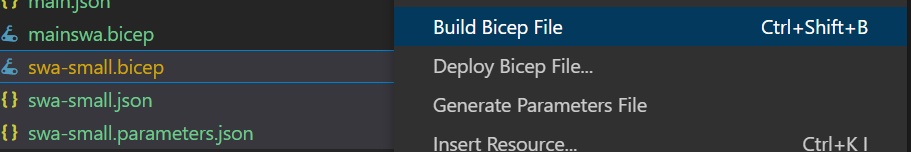 main.json
mainswa.bicep
swa-small.bicep
{} swa-small.json
{} swa-small.parameters.json
Build Bicep File Ctrl+Shift+B
Deploy Bicep File...
Generate Parameters File
Insert Resource... Ctrl+K I